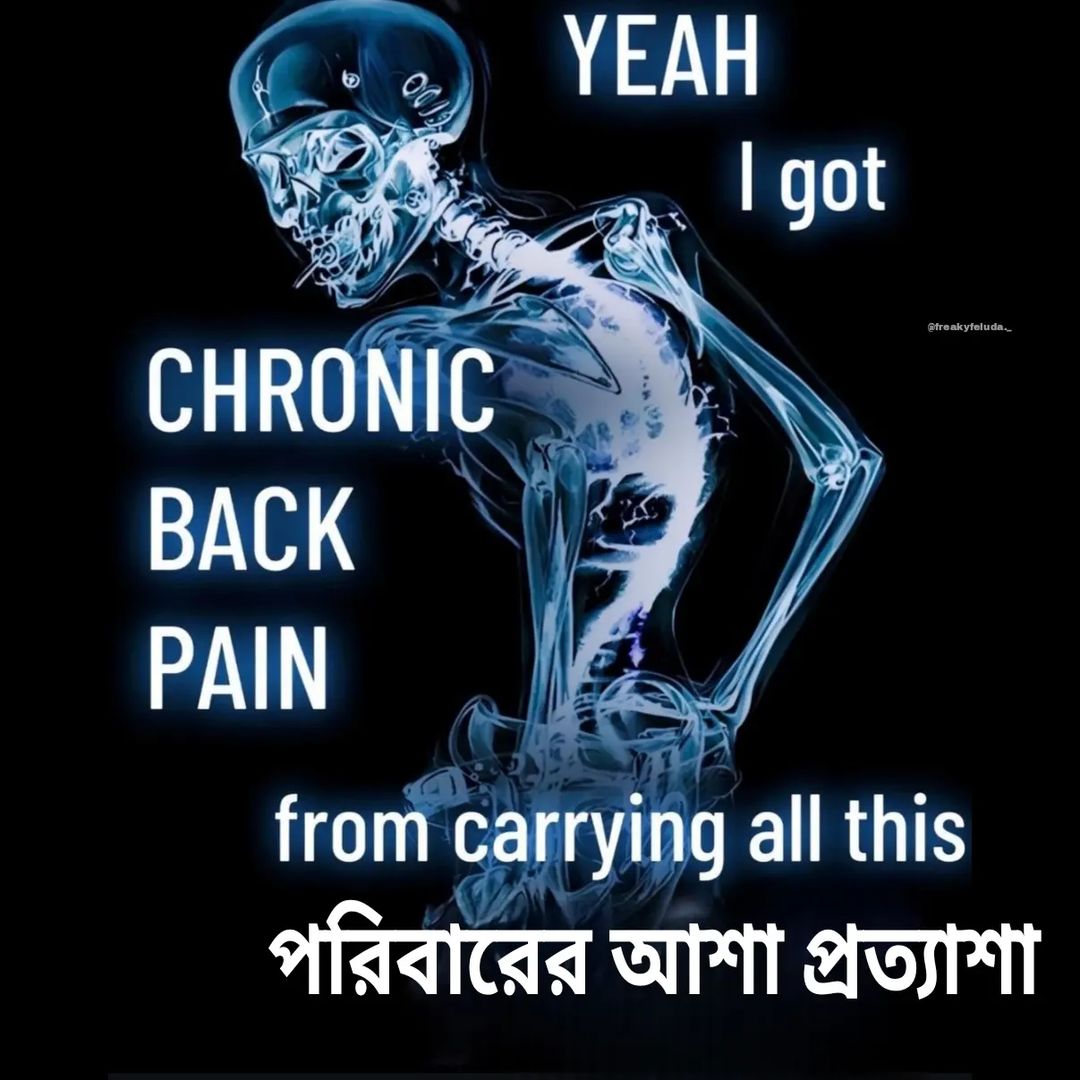 YEAH
I got
@freakyfeluda._
CHRONIC
BACK
PAIN
from carrying all this
পরিবারের আশা প্রত্যাশা